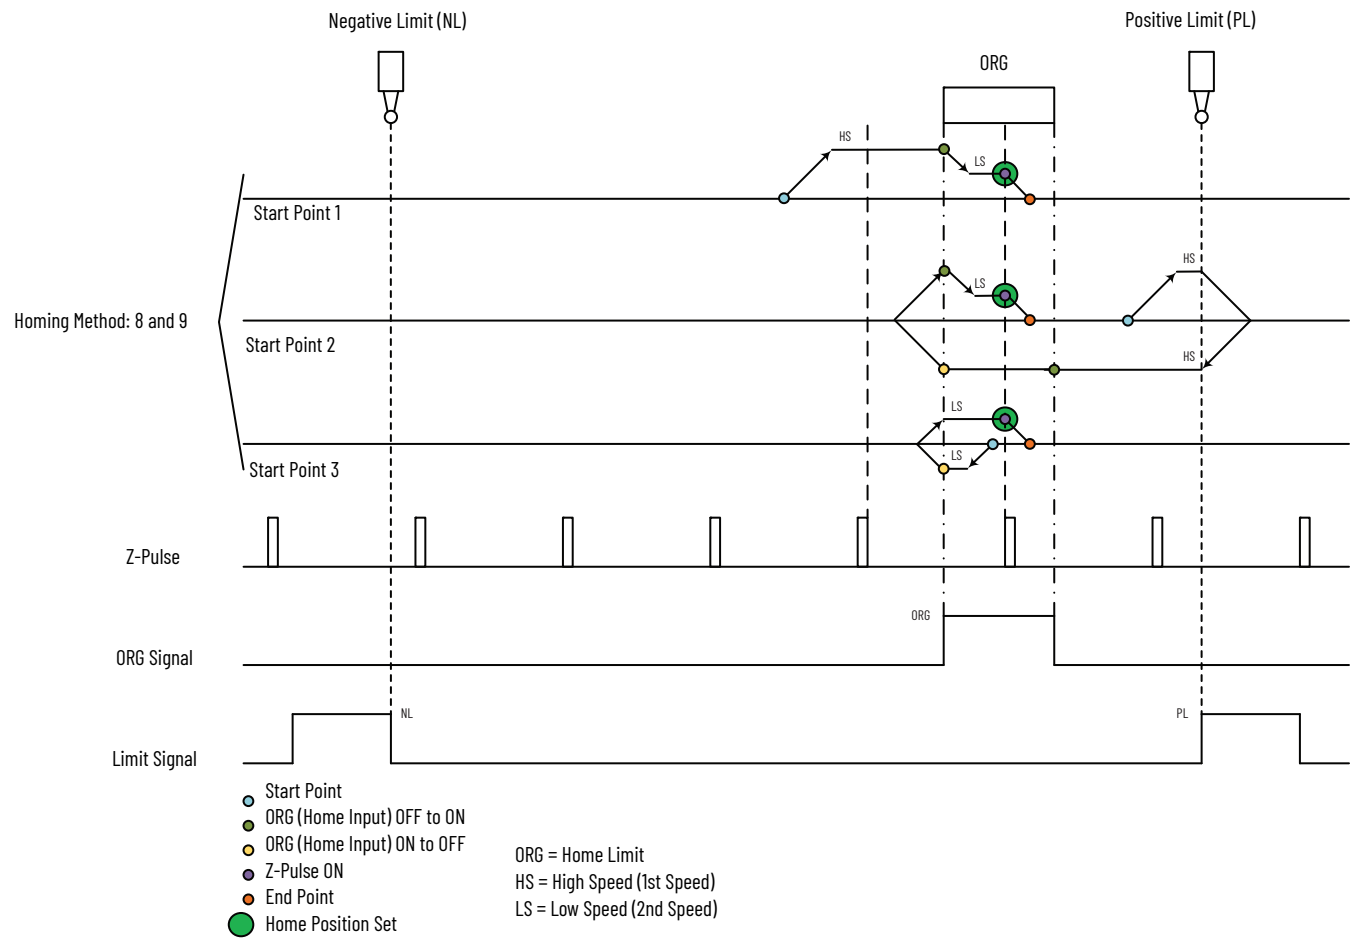 Negative Limit (NL)
Positive Limit (PL)
ORG
HS
LS
Start Point 1
HS
LS
Homing Method: 8 and 9
Start Point 2
HS
LS
LS
Start Point 3
Z-Pulse
ORG
ORG Signal
NL
PL
Limit Signal
Start Point
ORG (Home Input) OFF to ON
ORG (Home Input) ON to OFF
Z-Pulse ON
End Point
Home Position Set
ORG = Home Limit
HS = High Speed (1st Speed)
LS = Low Speed (2nd Speed)